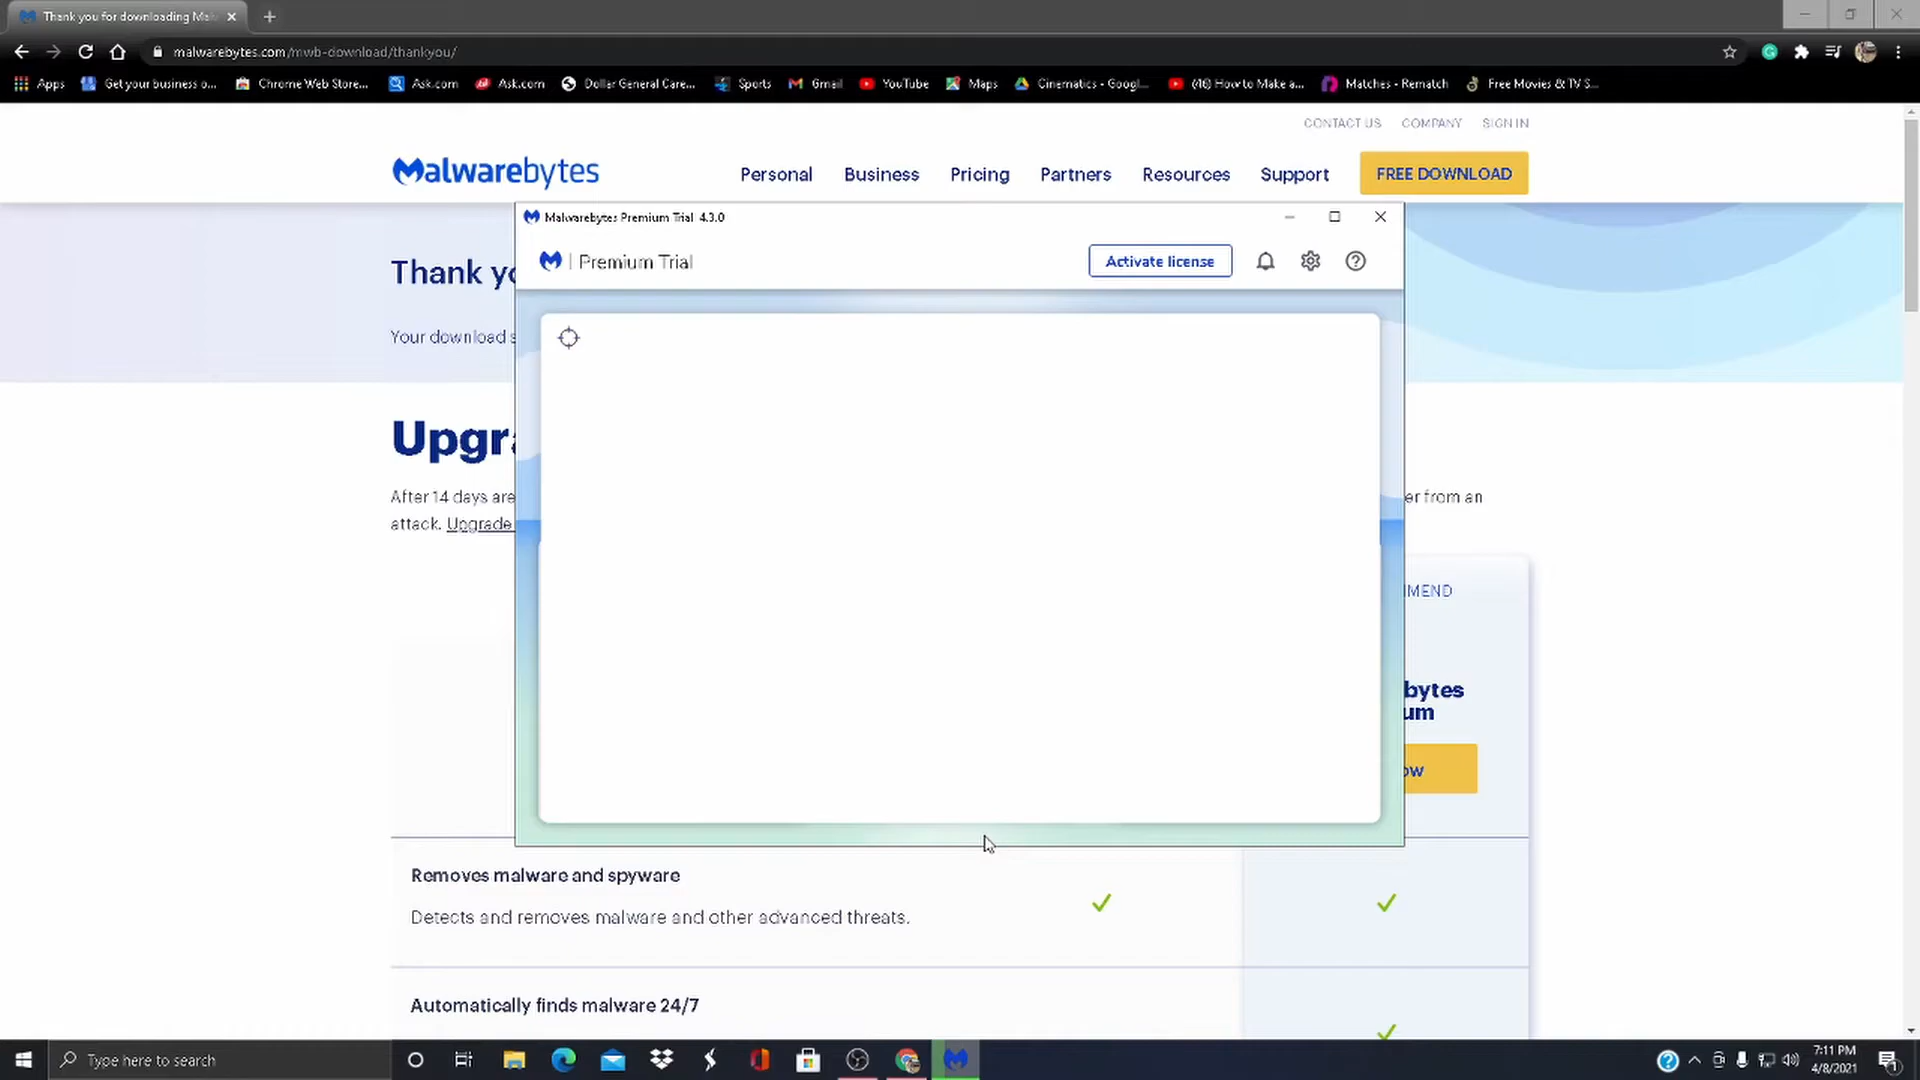 Thank you for downloading Mal
malwarebytes.com/mwb-download/thankyou/
Apps
Get your business o...
Chrome Web Store...
Ask.com
Ask.com
Dollar General Care...
Sports
Gmail
YouTube
Maps
Cinematics - Googl...
How to Make a...
Matches - Rematch
Free Movies & TV S...
CONTACT US
COMPANY
SIGN IN
Malwarebytes
Personal
Business
Pricing
Partners
Resources
Support
FREE DOWNLOAD
Malwarebytes Premium Trial 4.3.0
Premium Trial
Activate license
Thank yo
Your download s
Upgr
After 14 days are
er from an
attack. Upgrade
MEND
bytes
um
ow
Removes malware and spyware
Detects and removes malware and other advanced threats.
Automatically finds malware 24/7
Type here to search
7:11 PM
4/8/2021
1